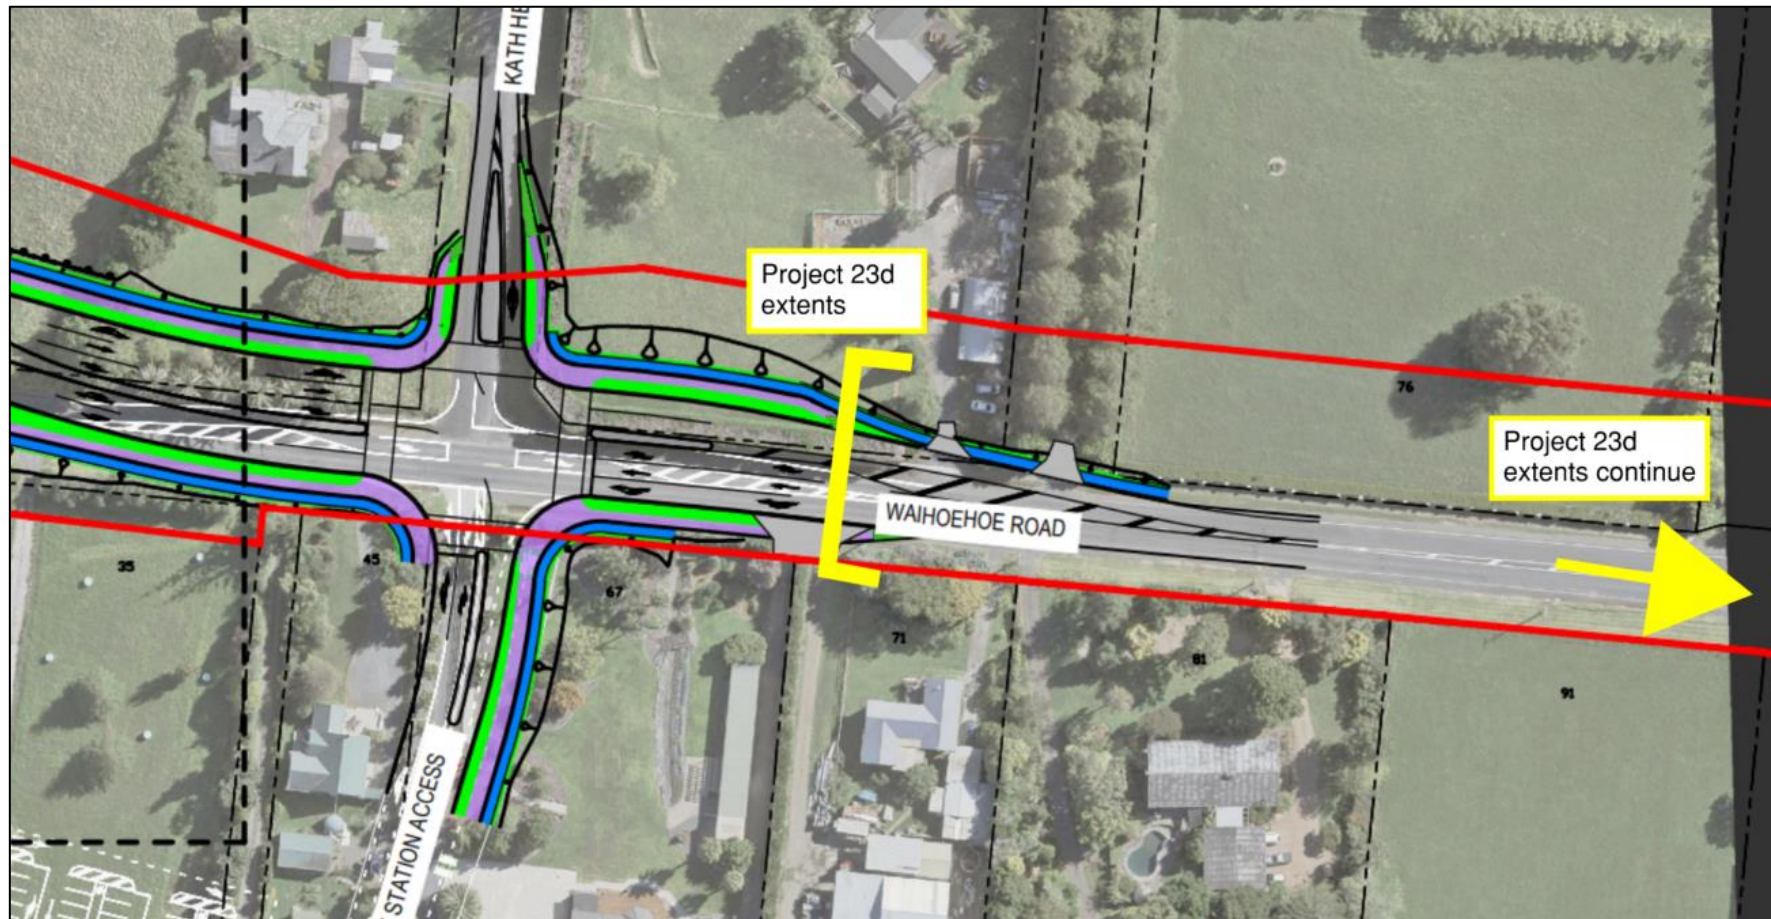 KATH HE
Project 23d
extents
76
Project 23d
extents continue
WAIHOEHOE ROAD
35
45
67
71
81
91
STATION ACCESS